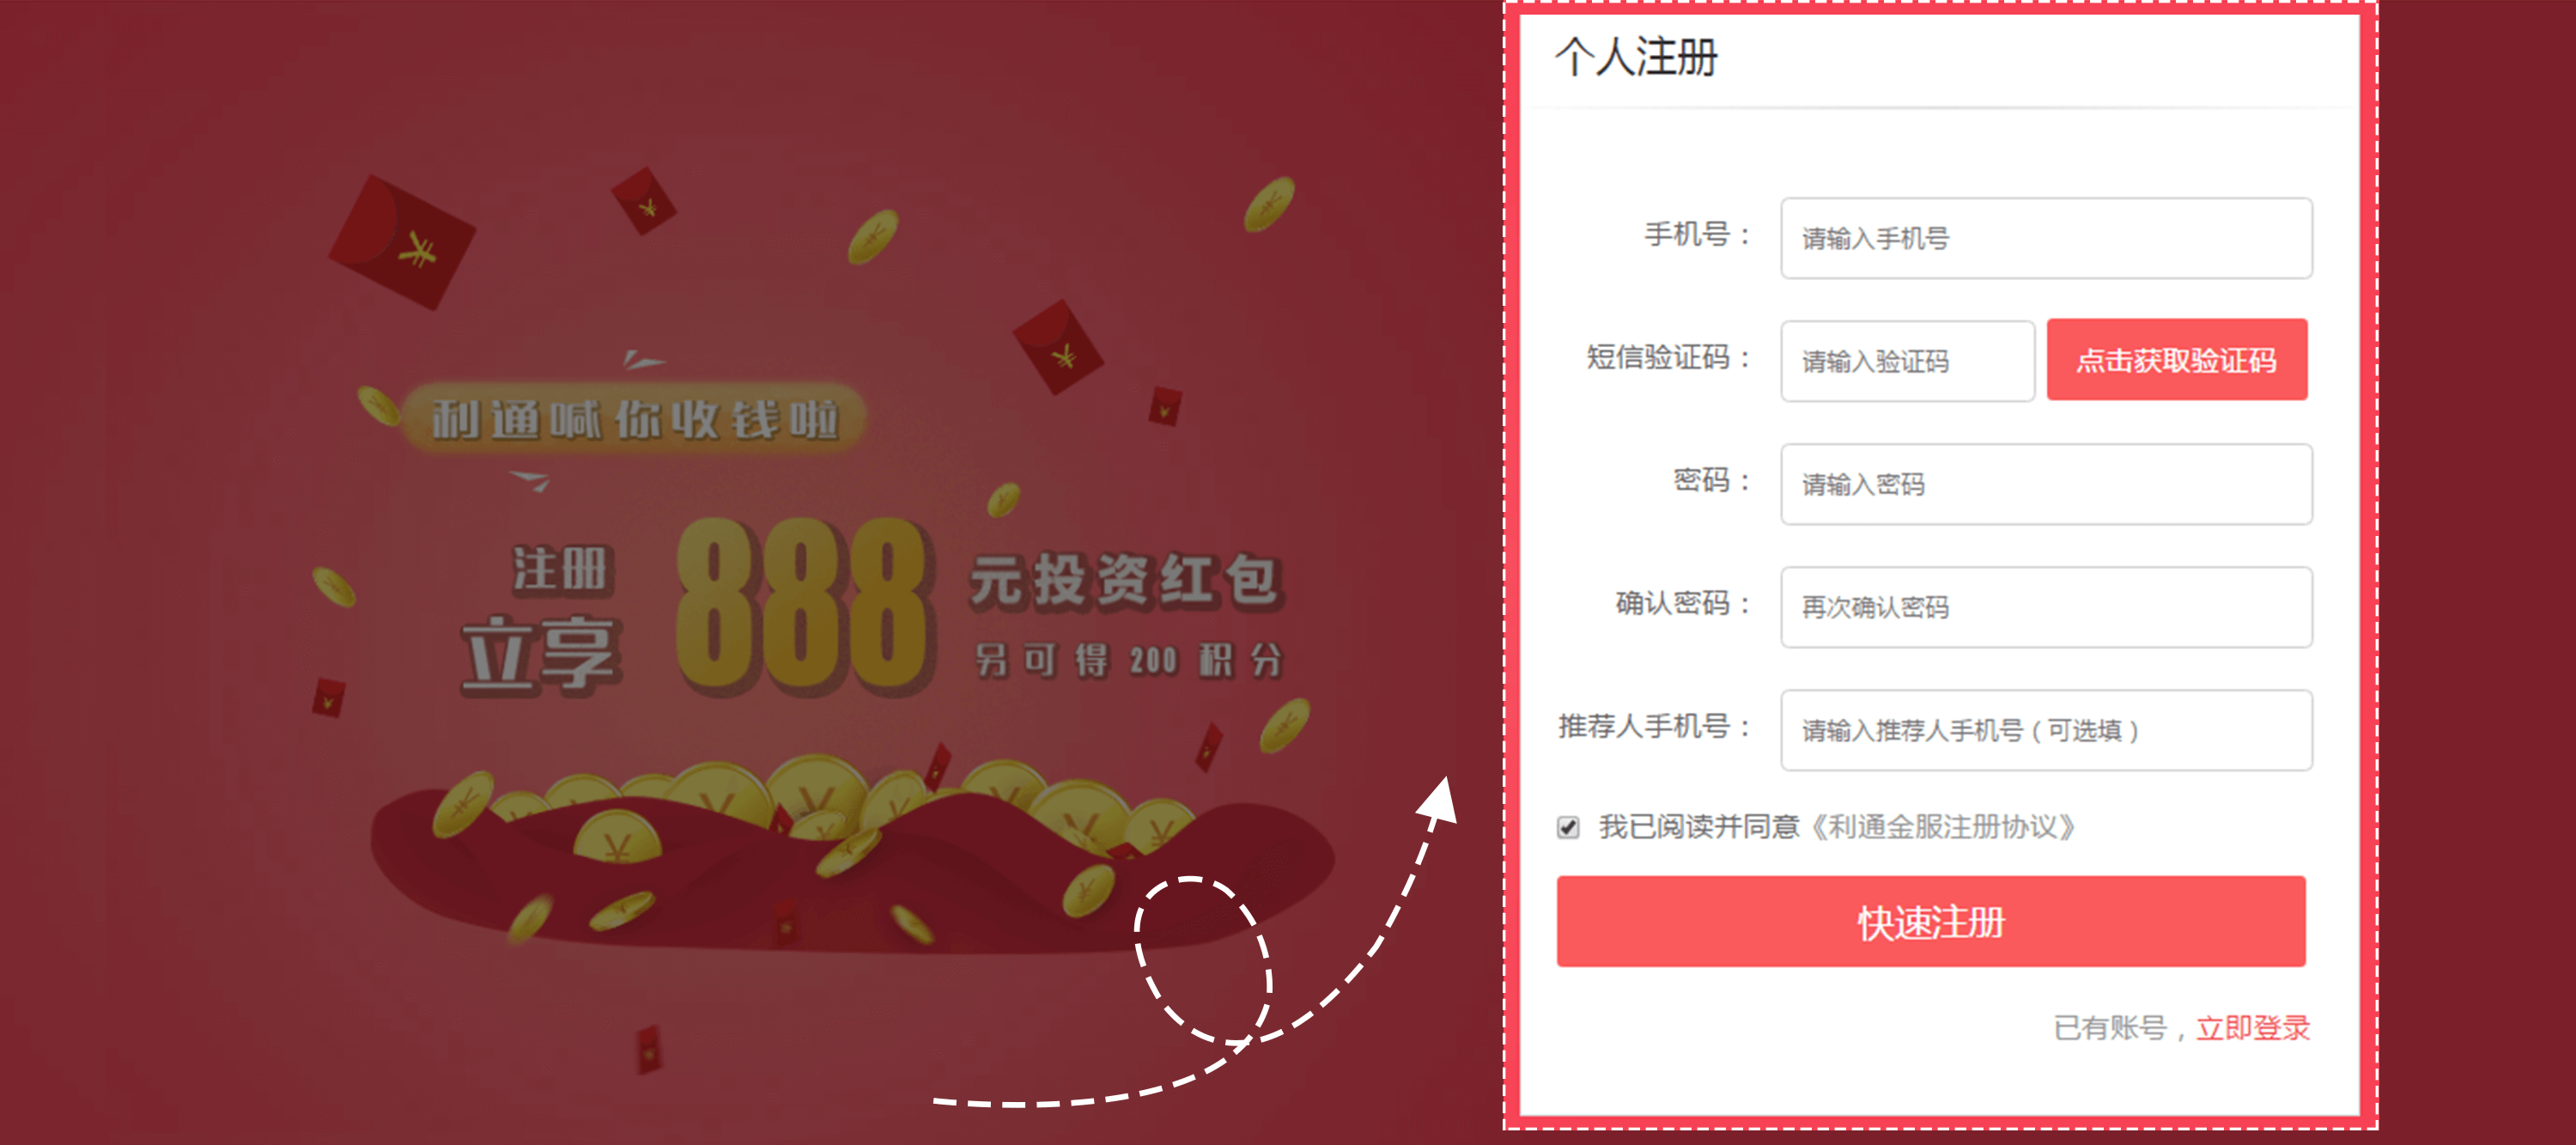 利通喊你收钱啦
注册
立享
888
元投资红包
另可得200积分
个人注册
手机号：
请输入手机号
短信验证码：
请输入验证码
点击获取验证码
密码：
请输入密码
确认密码：
再次确认密码
推荐人手机号：
请输入推荐人手机号（可选填）
我已阅读并同意《利通金服注册协议》
快速注册
已有账号，立即登录